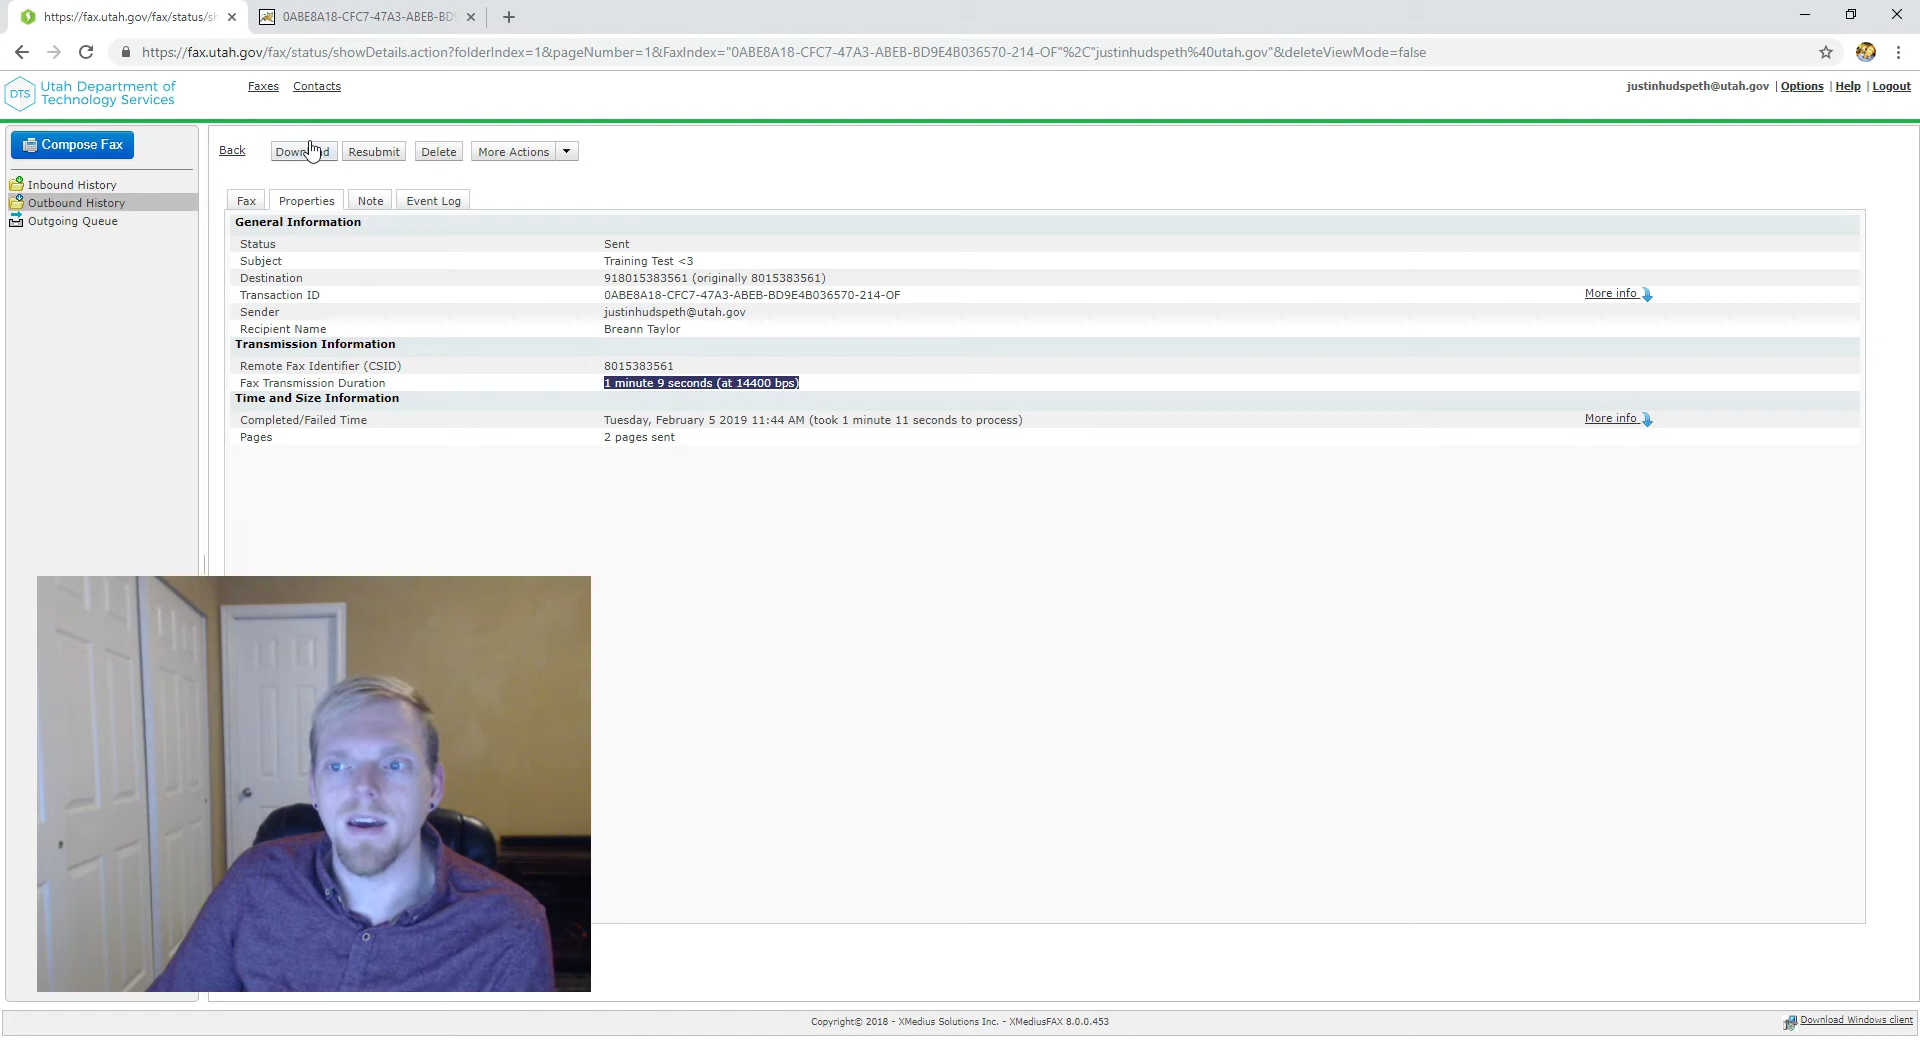 https://fax.utah.gov/fax/status/sh
0ABE8A18-CFC7-47A3-ABEB-BD9
https://fax.utah.gov/fax/status/showDetails.action?folderIndex=1&pageNumber=1&FaxIndex="0ABE8A18-CFC7-47A3-ABEB-BD9E4B036570-214-OF"%2C"justinhudspeth%40utah.gov"&deleteViewMode=false
DTS Utah Department of
Technology Services
Faxes Contacts
justinhudspeth@utah.gov | Options | Help | Logout
Compose Fax
Inbound History
Outbound History
Outgoing Queue
Back Download Resubmit Delete More Actions
Fax Properties Note Event Log
General Information
Status Sent
Subject Training Test <3
Destination 918015383561 (originally 8015383561)
Transaction ID 0ABE8A18-CFC7-47A3-ABEB-BD9E4B036570-214-OF More info
Sender justinhudspeth@utah.gov
Recipient Name Breann Taylor
Transmission Information
Remote Fax Identifier (CSID) 8015383561
Fax Transmission Duration 1 minute 9 seconds (at 14400 bps)
Time and Size Information
Completed/Failed Time Tuesday, February 5 2019 11:44 AM (took 1 minute 11 seconds to process) More info
Pages 2 pages sent
Copyright© 2018 - XMedius Solutions Inc. - XMediusFAX 8.0.0.453
Download Windows client